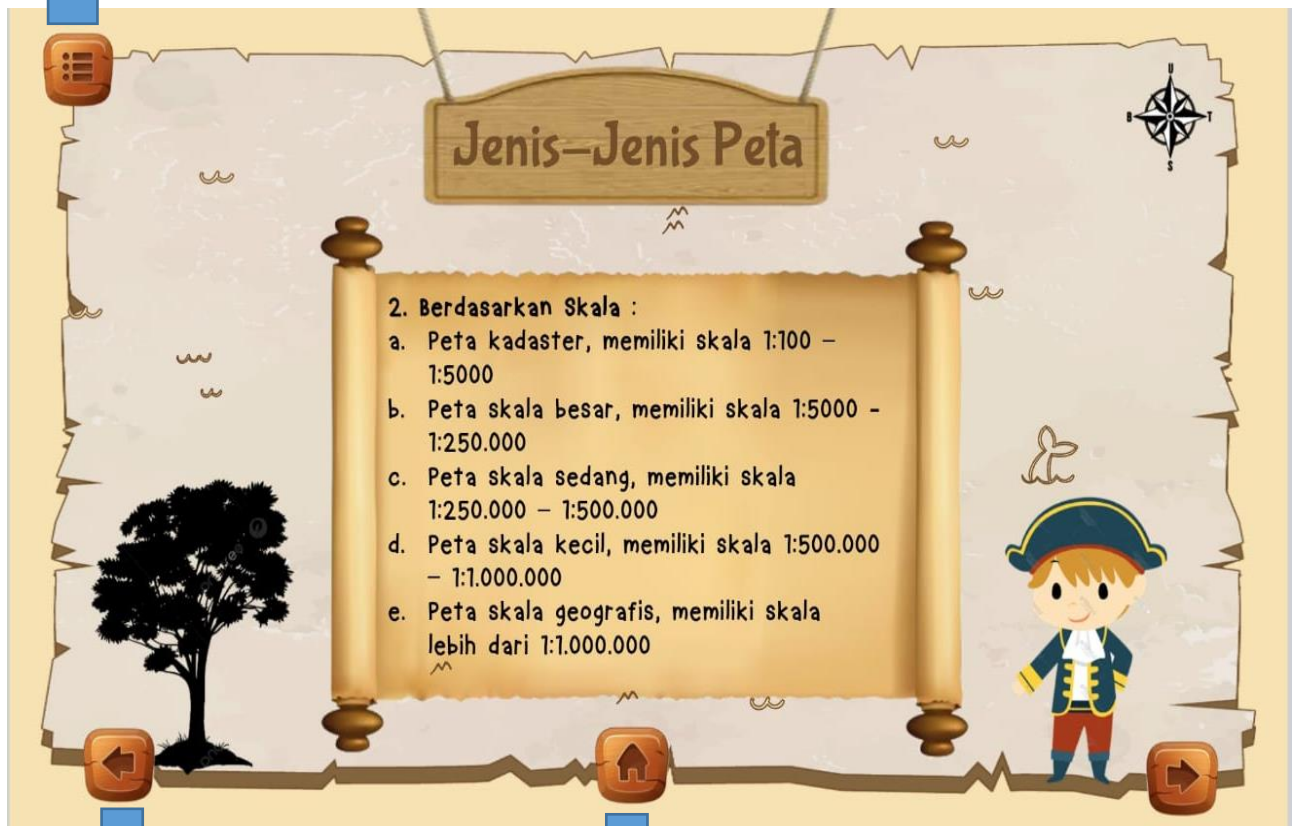 Jenis–Jenis Peta
U
B T
S
2. Berdasarkan Skala :
a. Peta kadaster, memiliki skala 1:100 –
1:5000
b. Peta skala besar, memiliki skala 1:5000 -
1:250.000
c. Peta skala sedang, memiliki skala
1:250.000 – 1:500.000
d. Peta skala kecil, memiliki skala 1:500.000
– 1:1.000.000
e. Peta skala geografis, memiliki skala
lebih dari 1:1.000.000